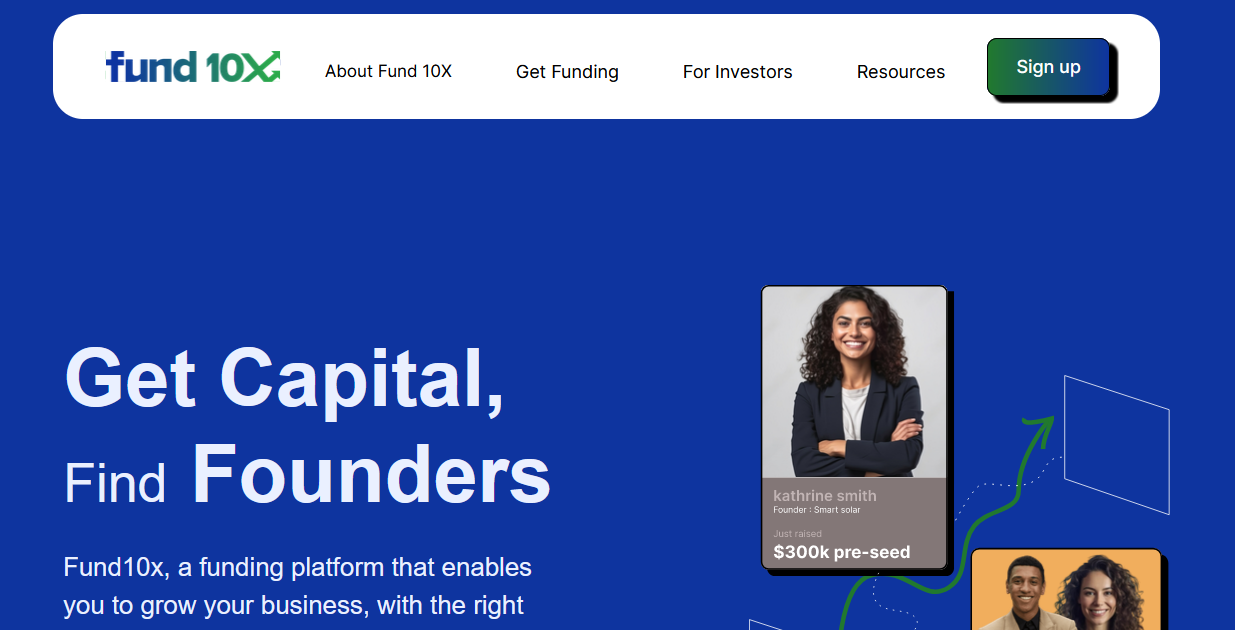 fund 10X
About Fund 10X
Get Funding
For Investors
Resources
Sign up
Get Capital,
Find Founders
Fund10x, a funding platform that enables
you to grow your business, with the right
kathrine smith
Founder : Smart solar
Just raised
$300k pre-seed